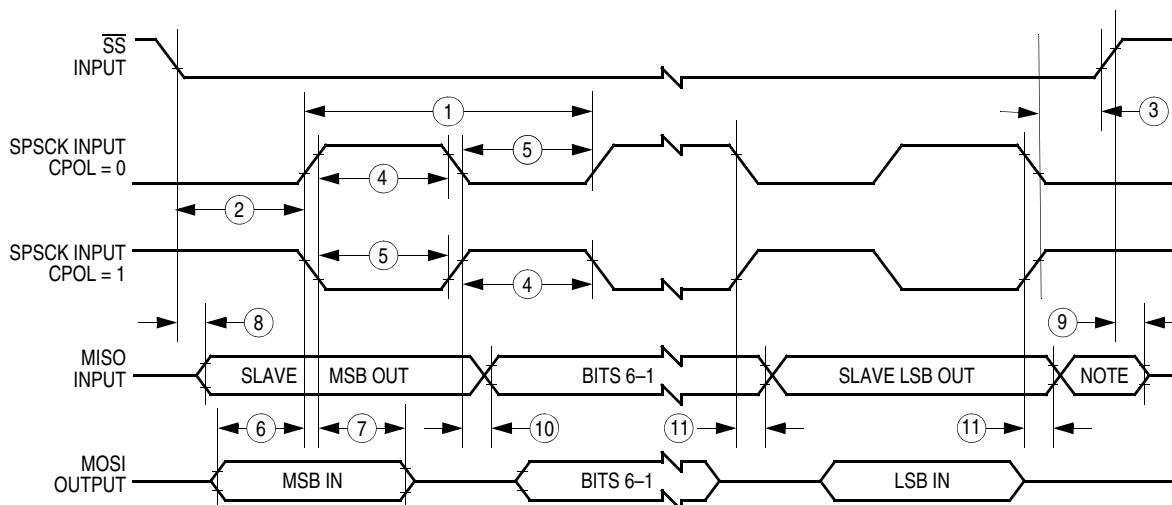 SS
INPUT
1
3
SPSCK INPUT
CPOL = 0
5
4
2
SPSCK INPUT
CPOL = 1
5
4
8
9
MISO
INPUT
SLAVE MSB OUT
BITS 6–1
SLAVE LSB OUT
NOTE
6
7
10
11
11
MOSI
OUTPUT
MSB IN
BITS 6–1
LSB IN